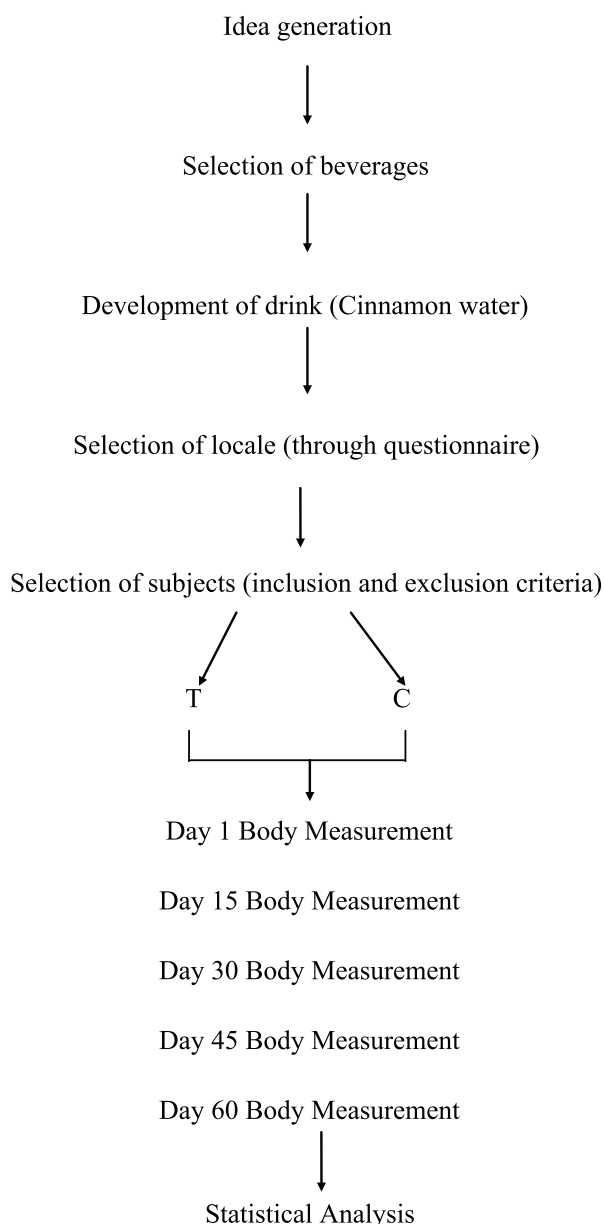 Idea generation
Selection of beverages
Development of drink (Cinnamon water)
Selection of locale (through questionnaire)
Selection of subjects (inclusion and exclusion criteria)
T C
Day 1 Body Measurement
Day 15 Body Measurement
Day 30 Body Measurement
Day 45 Body Measurement
Day 60 Body Measurement
Statistical Analysis